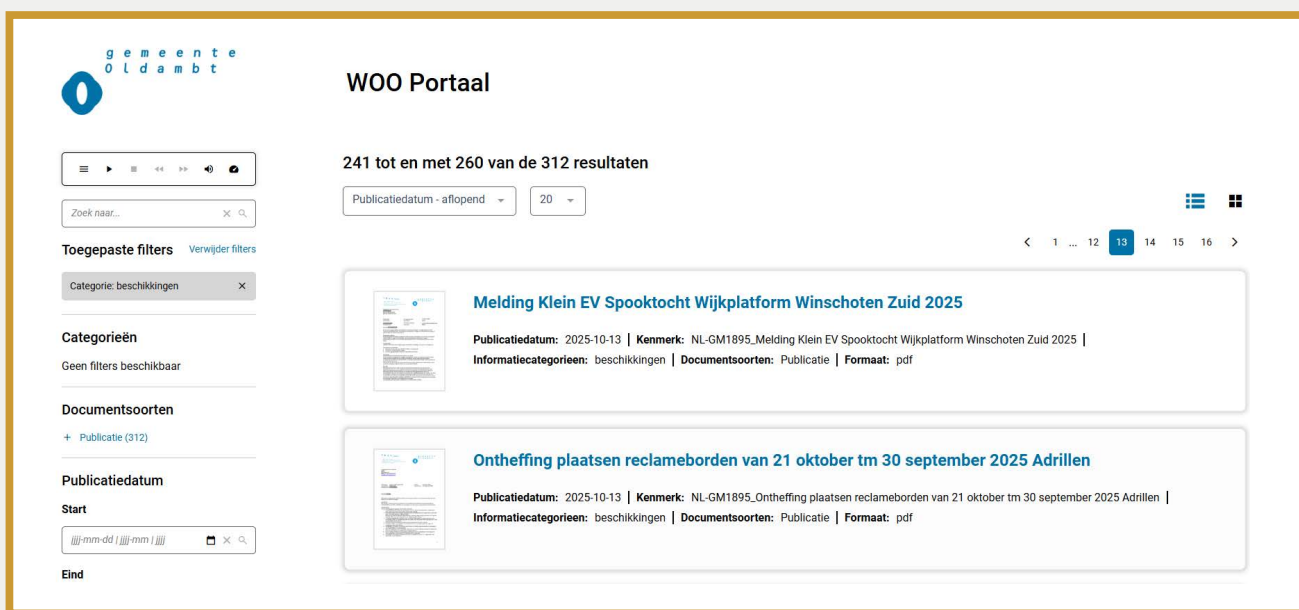 gemeente
Oldambt
WOO Portaal
241 tot en met 260 van de 312 resultaten
Publicatiedatum - aflopend
20
Zoek naar...
Toegepaste filters Verwijder filters
Categorie: beschikkingen
Categorieën
Geen filters beschikbaar
Documentsoorten
+ Publicatie (312)
Publicatiedatum
Start
jjjj-mm-dd | jjjj-mm | jjjj
Eind
1 ... 12 13 14 15 16
Melding Klein EV Spooktocht Wijkplatform Winschoten Zuid 2025
Publicatiedatum: 2025-10-13 | Kenmerk: NL-GM1895_Melding Klein EV Spooktocht Wijkplatform Winschoten Zuid 2025 |
Informatiecategorieen: beschikkingen | Documentsoorten: Publicatie | Formaat: pdf
Ontheffing plaatsen reclameborden van 21 oktober tm 30 september 2025 Adrillen
Publicatiedatum: 2025-10-13 | Kenmerk: NL-GM1895_Ontheffing plaatsen reclameborden van 21 oktober tm 30 september 2025 Adrillen |
Informatiecategorieen: beschikkingen | Documentsoorten: Publicatie | Formaat: pdf